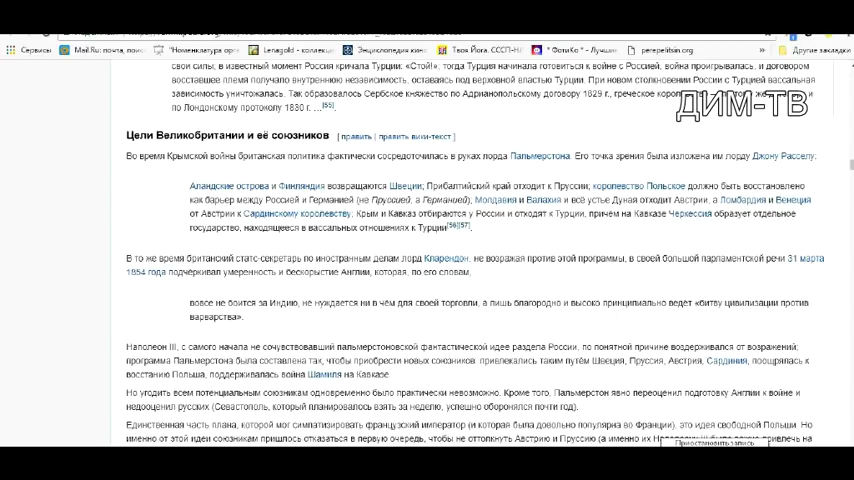 Сервисы Mail.Ru: почта, поис "Номенклатура орг Lenagold - коллекц Энциклопедия кино Твоя Йога. СССП-НЛ * "ФотиКо" - Лучши perepelitsin.org » Другие закладки
свои силы, в известный момент Россия кричала Турции: «Стой!»; тогда Турция начинала готовиться к войне с Россией, война проигрывалась, и договором
восставшее племя получало внутреннюю независимость, оставаясь под верховной властью Турции. При новом столкновении России с Турцией вассальная
зависимость уничтожалась. Так образовалось Сербское княжество по Адрианопольскому договору 1829 г., греческое
по Лондонскому протоколу 1830 г. …[55]
ДИМ-ТВ
Цели Великобритании и её союзников [ править | править вики-текст ]
Во время Крымской войны британская политика фактически сосредоточилась в руках лорда Пальмерстона. Его точка зрения была изложена им лорду Джону Расселу:
Аландские острова и Финляндия возвращаются Швеции; Прибалтийский край отходит к Пруссии; королевство Польское должно быть восстановлено
как барьер между Россией и Германией (не Пруссией, а Германией); Молдавия и Валахия и всё устье Дуная отходит Австрии, а Ломбардия и Венеция
от Австрии к Сардинскому королевству; Крым и Кавказ отбираются у России и отходят к Турции, причём на Кавказе Черкессия образует отдельное
государство, находящееся в вассальных отношениях к Турции[56][57].
В то же время британский статс-секретарь по иностранным делам лорд Кларендон, не возражая против этой программы, в своей большой парламентской речи 31 марта
1854 года подчёркивал умеренность и бескорыстие Англии, которая, по его словам,
вовсе не боится за Индию, не нуждается ни в чём для своей торговли, а лишь благородно и высоко принципиально ведёт «битву цивилизации против
варварства».
Наполеон III, с самого начала не сочувствовавший пальмерстоновской фантастической идее раздела России, по понятной причине воздерживался от возражений;
программа Пальмерстона была составлена так, чтобы приобрести новых союзников: привлекались таким путём Швеция, Пруссия, Австрия, Сардиния, поощрялась к
восстанию Польша, поддерживалась война Шамиля на Кавказе.
Но угодить всем потенциальным союзникам одновременно было практически невозможно. Кроме того, Пальмерстон явно переоценил подготовку Англии к войне и
недооценил русских (Севастополь, который планировалось взять за неделю, успешно оборонялся почти год).
Единственная часть плана, которой мог симпатизировать французский император (и которая была довольно популярна во Франции), это идея свободной Польши. Но
именно от этой идеи союзникам пришлось отказаться в первую очередь, чтобы не оттолкнуть Австрию и Пруссию (а именно их
Приостановить запись